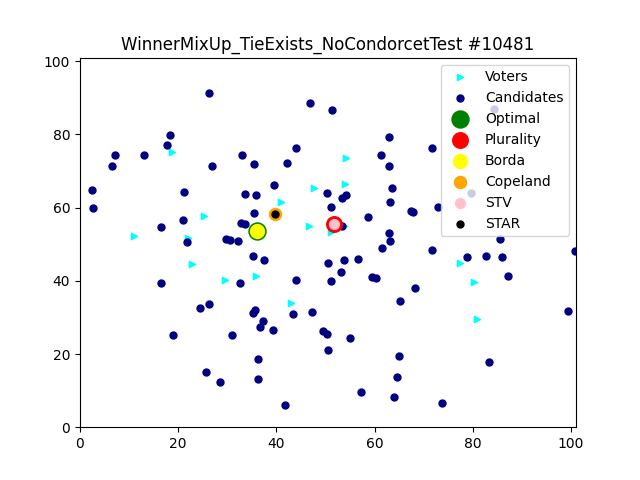 WinnerMixUp_TieExists_NoCondorcetTest #10481
100
80
60
40
20
0
0
20
40
60
80
100
Voters
Candidates
Optimal
Plurality
Borda
Copeland
STV
STAR